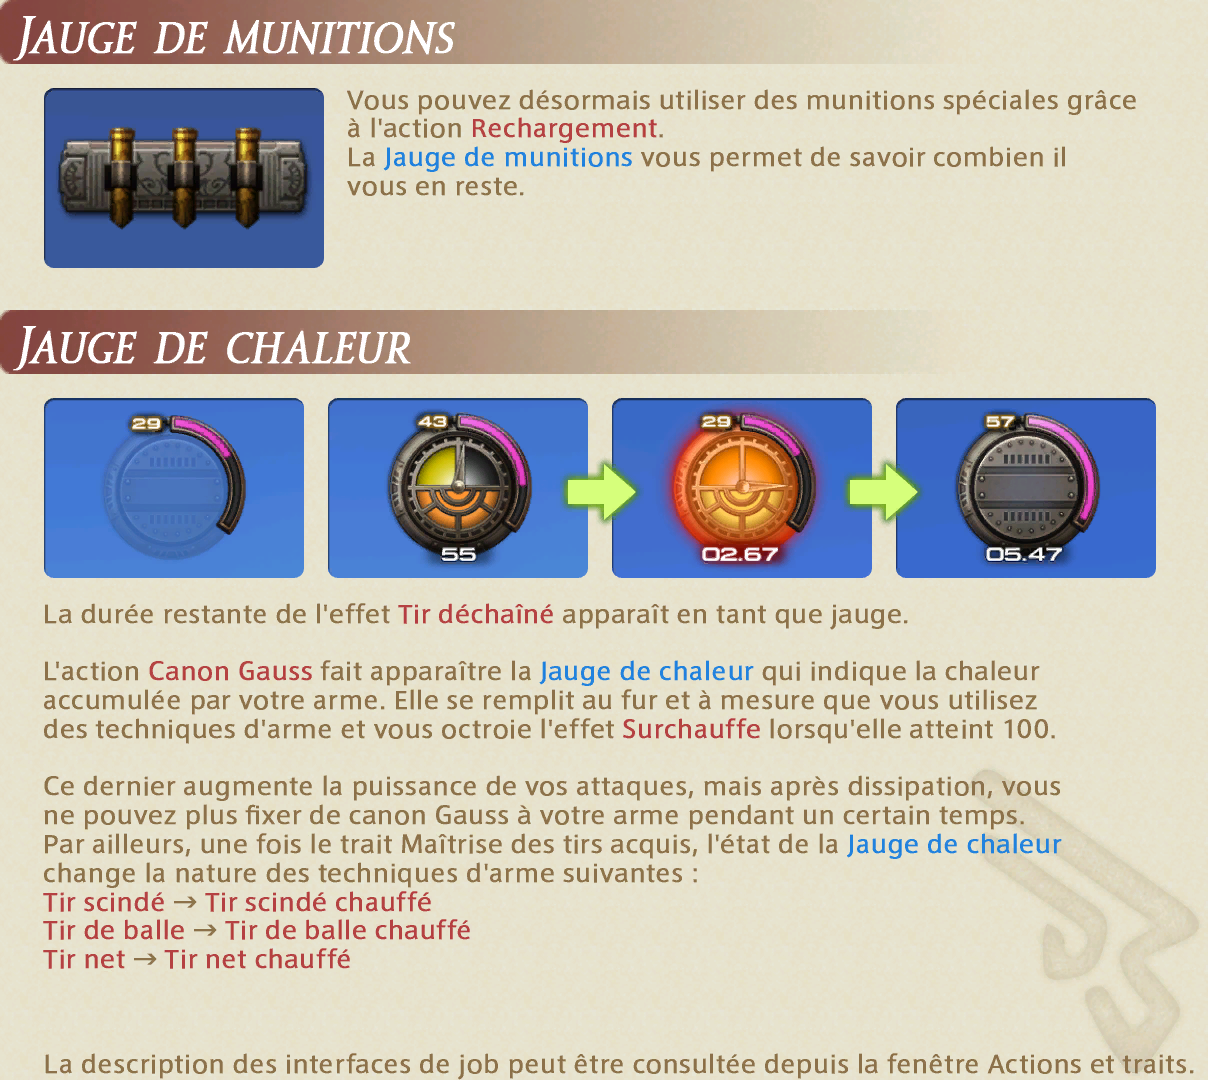 JAUGE DE MUNITIONS
Vous pouvez désormais utiliser des munitions spéciales grâce
à l'action Rechargement.
La Jauge de munitions vous permet de savoir combien il
vous en reste.
JAUGE DE CHALEUR
29
43
29
57
55
02.67
05.47
La durée restante de l'effet Tir déchaîné apparaît en tant que jauge.
L'action Canon Gauss fait apparaître la Jauge de chaleur qui indique la chaleur
accumulée par votre arme. Elle se remplit au fur et à mesure que vous utilisez
des techniques d'arme et vous octroie l'effet Surchauffe lorsqu'elle atteint 100.
Ce dernier augmente la puissance de vos attaques, mais après dissipation, vous
ne pouvez plus fixer de canon Gauss à votre arme pendant un certain temps.
Par ailleurs, une fois le trait Maîtrise des tirs acquis, l'état de la Jauge de chaleur
change la nature des techniques d'arme suivantes :
Tir scindé → Tir scindé chauffé
Tir de balle → Tir de balle chauffé
Tir net → Tir net chauffé
La description des interfaces de job peut être consultée depuis la fenêtre Actions et traits.